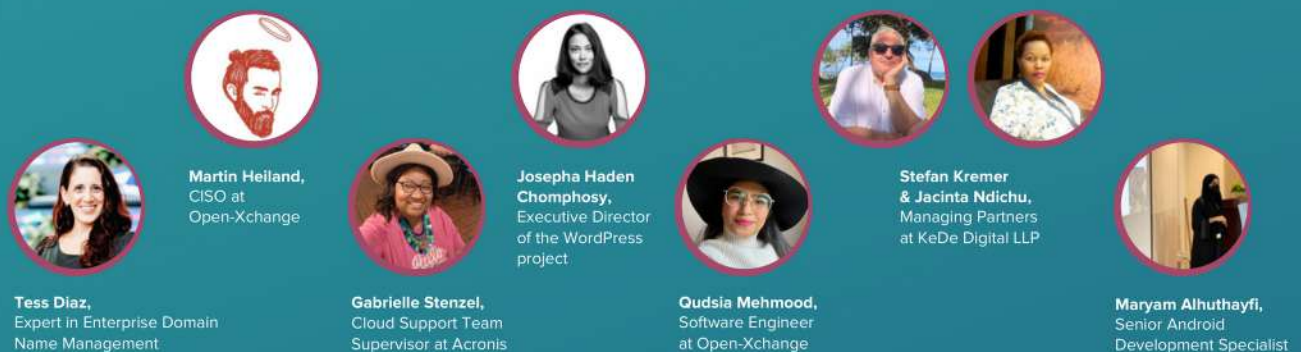 Martin Heiland,
CISO at
Open-Xchange
Josepha Haden
Chomphosy,
Executive Director
of the WordPress
project
Stefan Kremer
& Jacinta Ndichu,
Managing Partners
at KeDe Digital LLP
Tess Diaz,
Expert in Enterprise Domain
Name Management
Gabrielle Stenzel,
Cloud Support Team
Supervisor at Acronis
Qudsia Mehmood,
Software Engineer
at Open-Xchange
Maryam Alhuthayfi,
Senior Android
Development Specialist